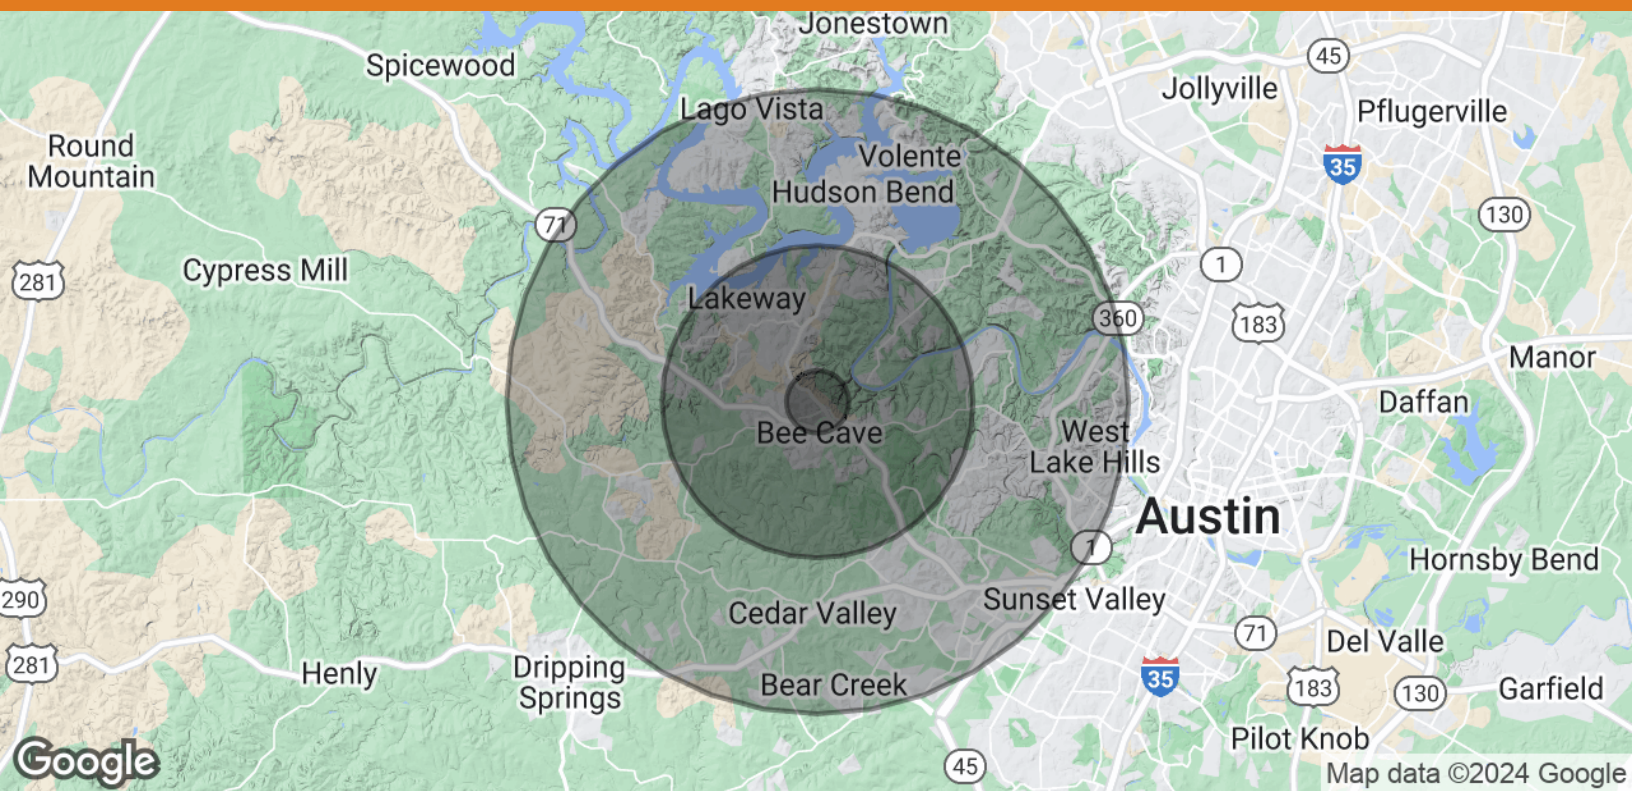 Jonestown
45
Spicewood
Jollyville
Lago Vista
Pflugerville
Round
Mountain
Volente
35
Hudson Bend
130
71
1
Cypress Mill
281
Lakeway
360
183
Manor
Daffan
Bee Cave
West
Lake Hills
Austin
1
Hornsby Bend
290
Sunset Valley
Cedar Valley
71
Del Valle
281
Henly
Dripping
Springs
35
Bear Creek
183
130
Garfield
Pilot Knob
Google
45
Map data ©2024 Google